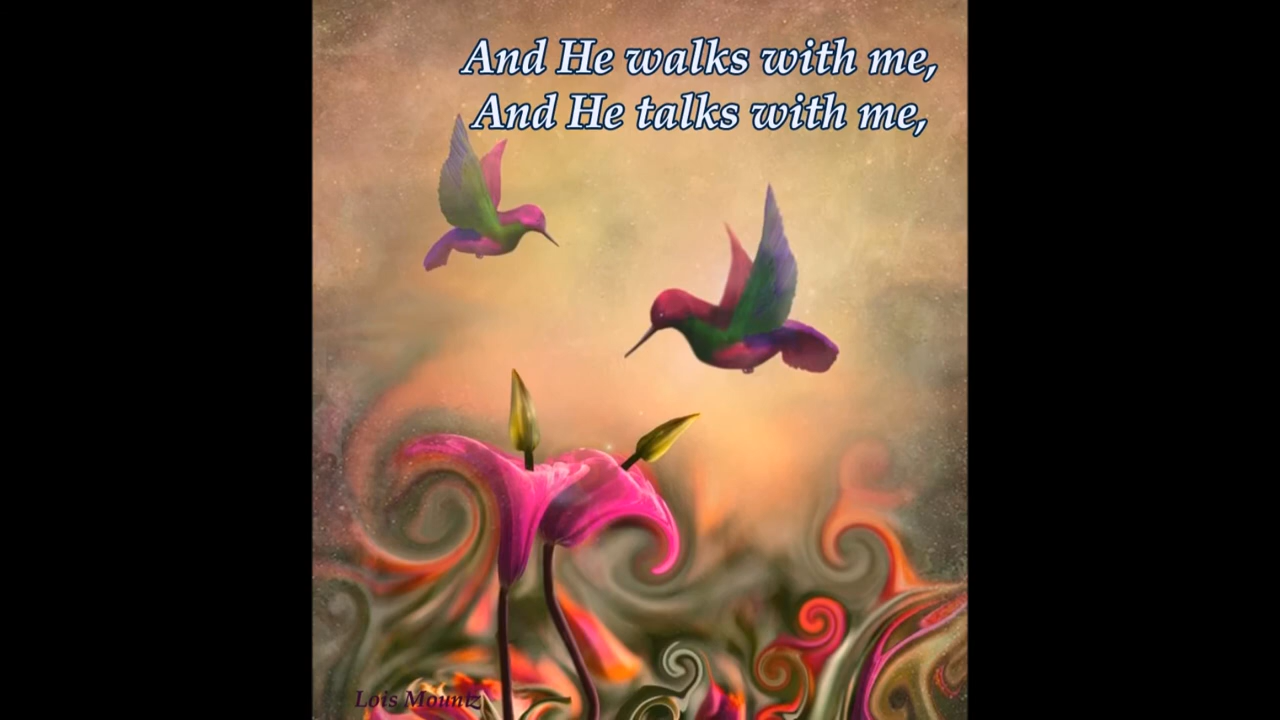 And He walks with me,
And He talks with me,
Lois Mountz